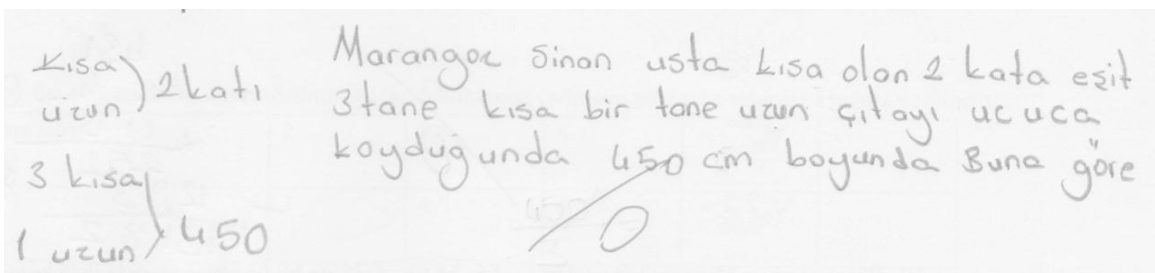 Kısa
uzun ) 2 katı
3 kısa
1 uzun ) 450
Marangoz Sinan usta kısa olan 2 kata eşit
3 tane kısa bir tane uzun çıtayı uc uca
koyduğunda 450 cm boyunda Buna göre
0